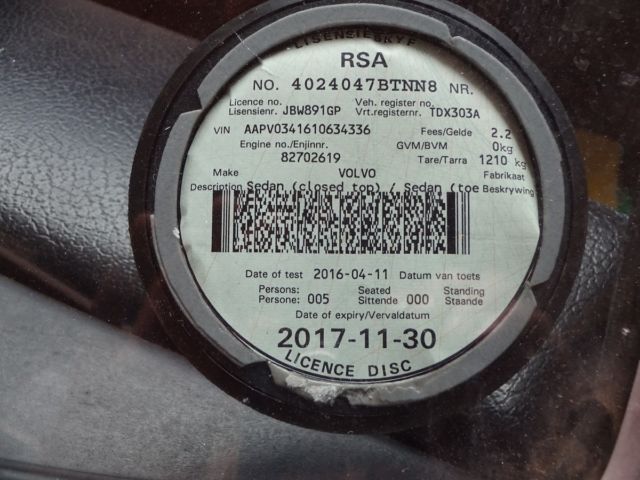 LISENSIESKYF
RSA
NO. 4024047BTNN8 NR.
Licence no. Veh. register no.
Lisensienr. JBW891GP Vrt.registernr. TDX303A
VIN AAPV0341610634336 Fees/Gelde 2.2
Engine no./Enjinnr. GVM/BVM 0kg
82702619 Tare/Tarra 1210 kg
Make VOLVO Fabrikaat
Description Sedan (closed top) / Sedan (toe Beskrywing
Date of test 2016-04-11 Datum van toets
Persons: Seated Standing
Persone: 005 Sittende 000 Staande
Date of expiry/Vervaldatum
2017-11-30
LICENCE DISC